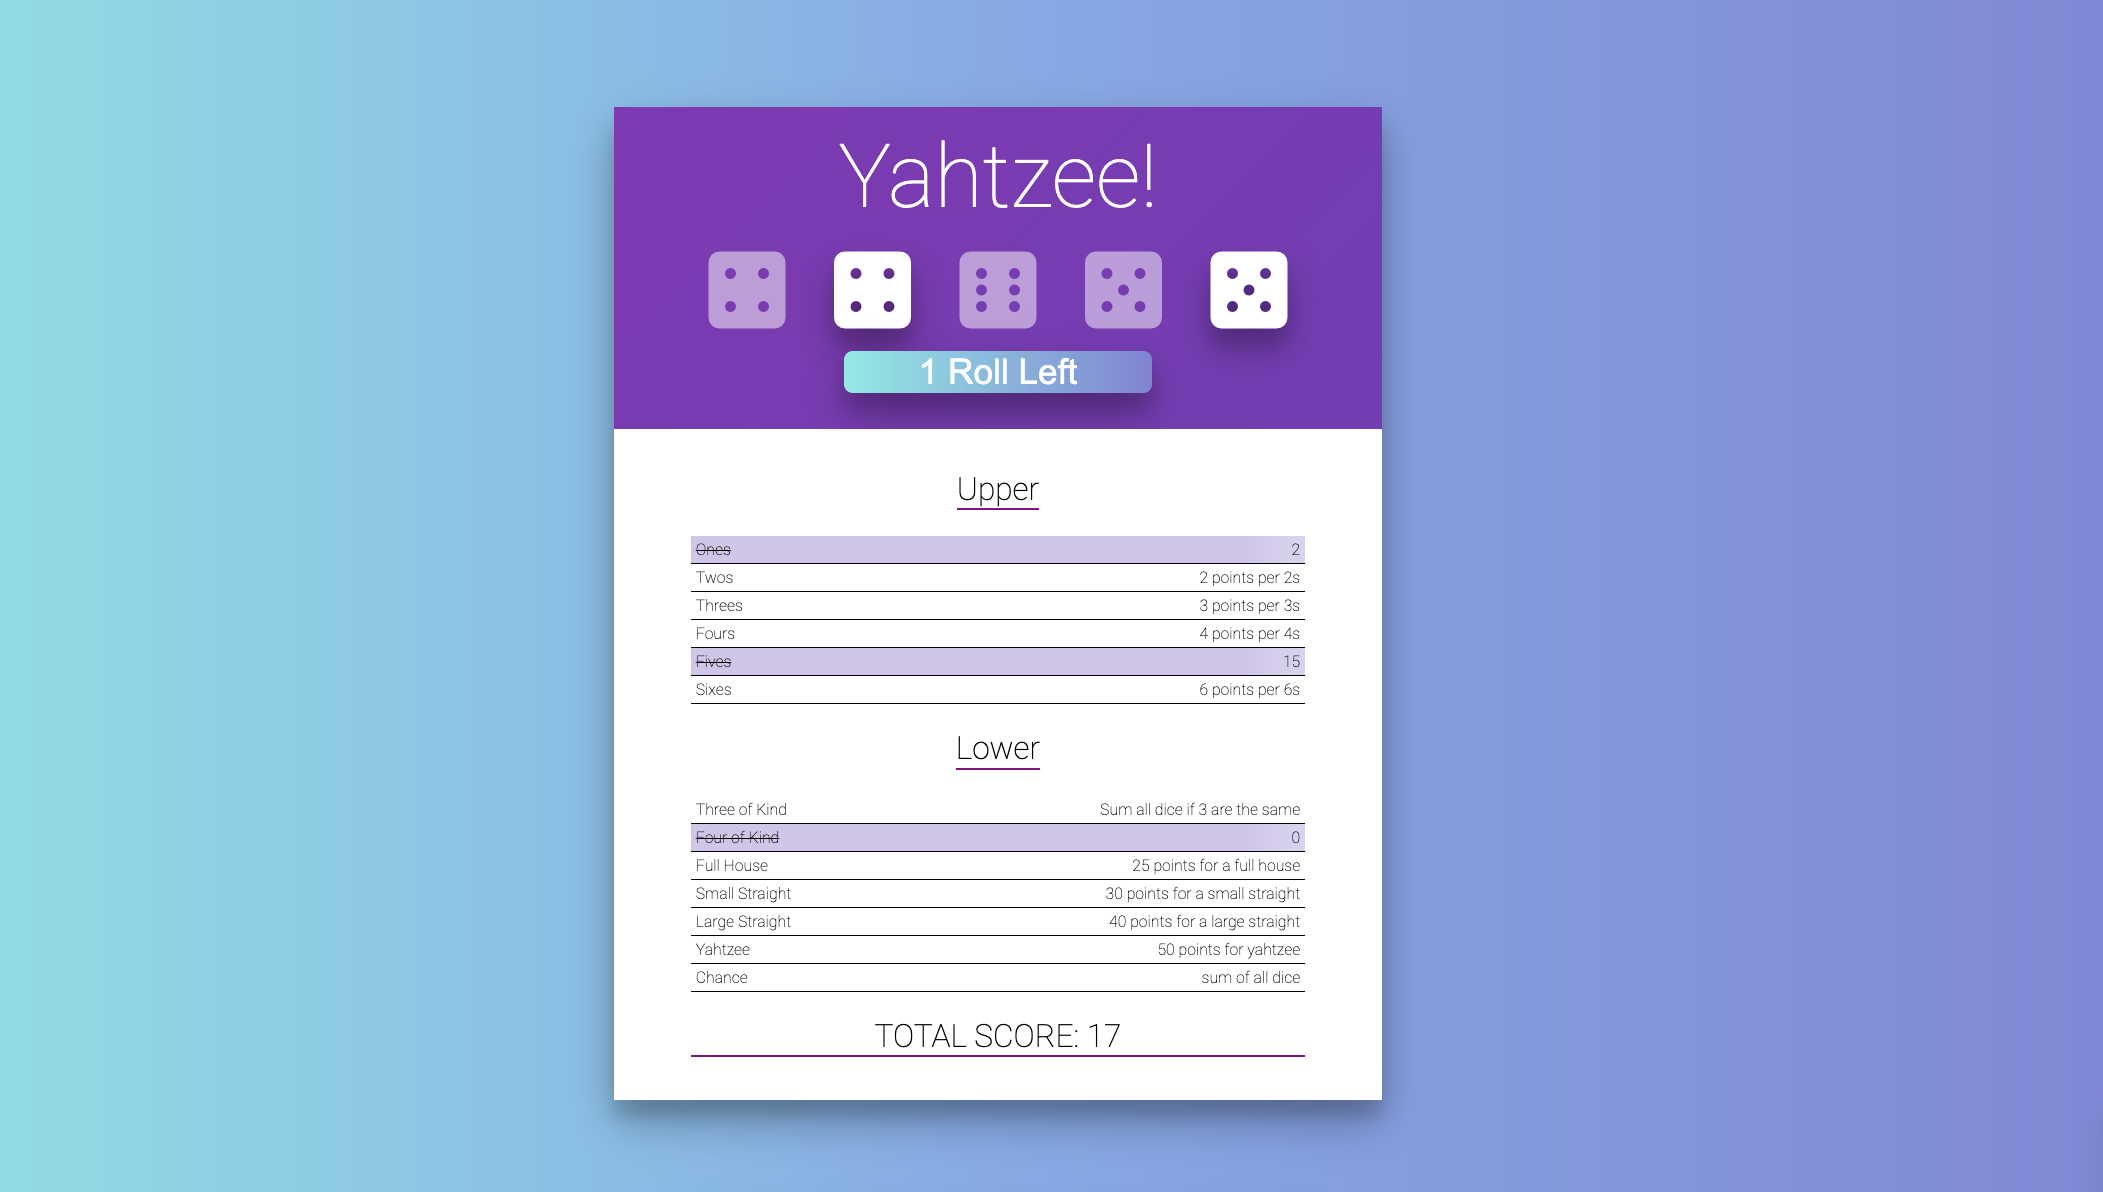 Yahtzee!
1 Roll Left
Upper
Ones 2
Twos 2 points per 2s
Threes 3 points per 3s
Fours 4 points per 4s
Fives 15
Sixes 6 points per 6s
Lower
Three of Kind Sum all dice if 3 are the same
Four of Kind 0
Full House 25 points for a full house
Small Straight 30 points for a small straight
Large Straight 40 points for a large straight
Yahtzee 50 points for yahtzee
Chance sum of all dice
TOTAL SCORE: 17